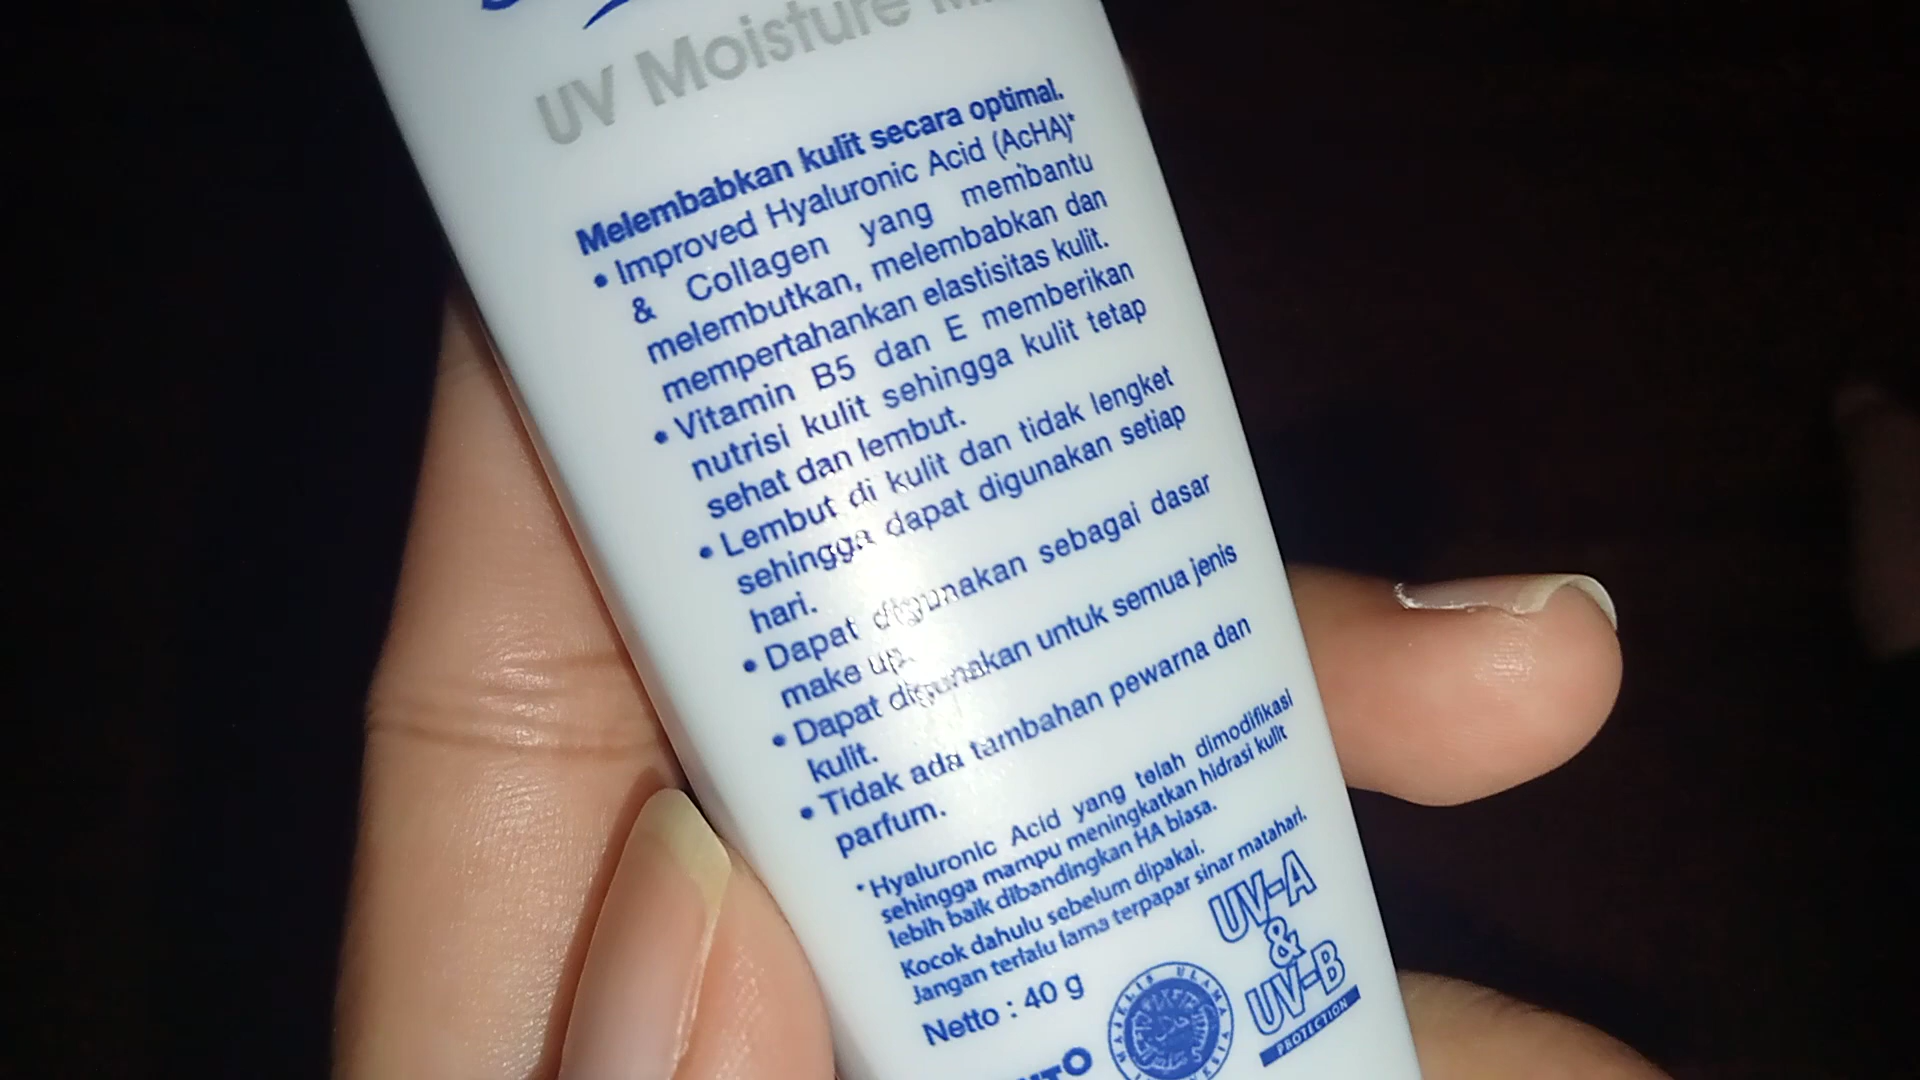 UV Moisture
Melembabkan kulit secara optimal.
• Improved Hyaluronic Acid (AcHA)*
& Collagen yang membantu
melembutkan, melembabkan dan
mempertahankan elastisitas kulit.
• Vitamin B5 dan E memberikan
nutrisi kulit sehingga kulit tetap
sehat dan lembut.
• Lembut di kulit dan tidak lengket
sehingga dapat digunakan setiap
hari.
• Dapat digunakan sebagai dasar
make up.
• Dapat digunakan untuk semua jenis
kulit.
• Tidak ada tambahan pewarna dan
parfum.
*Hyaluronic Acid yang telah dimodifikasi
sehingga mampu meningkatkan hidrasi kulit
lebih baik dibandingkan HA biasa.
Kocok dahulu sebelum dipakai.
Jangan terlalu lama terpapar sinar matahari.
Netto : 40 g
UV-A
&
UV-B
PROTECTION
MAJELIS ULAMA
حلال